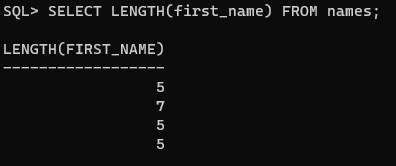 SQL> SELECT LENGTH(first_name) FROM names;
LENGTH(FIRST_NAME)
------------------
5
7
5
5